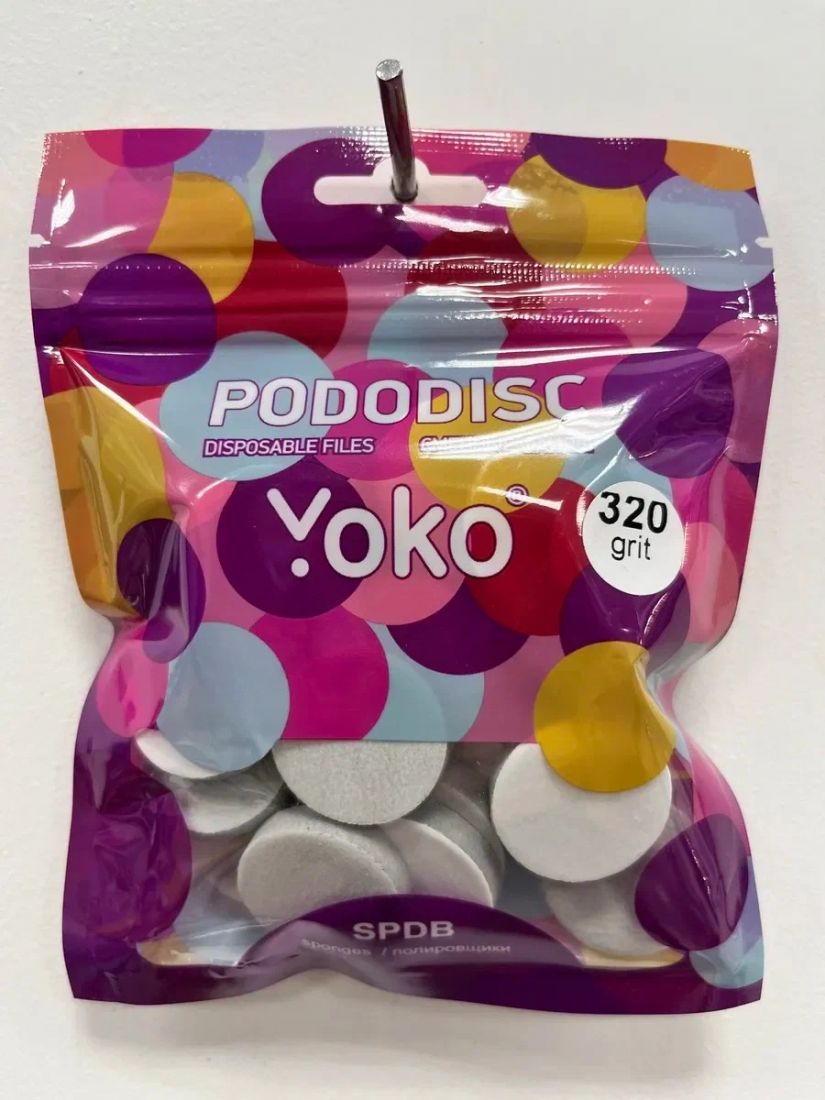 PODODISC
DISPOSABLE FILES
YOKO®
320
grit
SPDB
sponges / полировщики